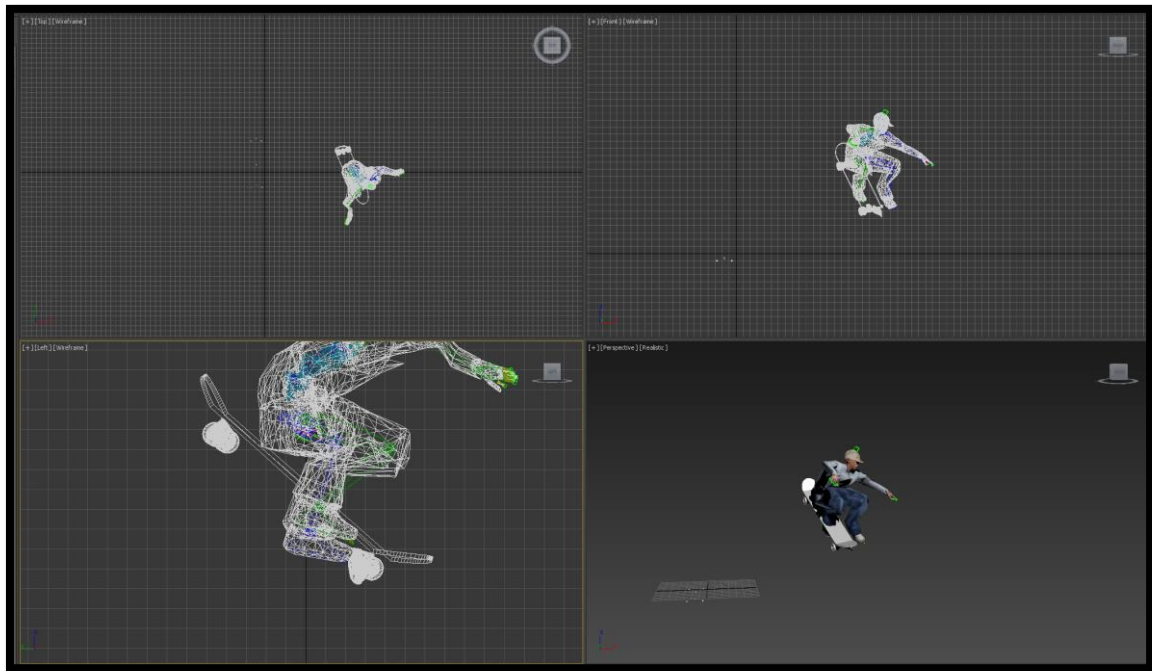 [+][Top][Wireframe]
[+][Front][Wireframe]
[+][Left][Wireframe]
[+][Perspective][Realistic]